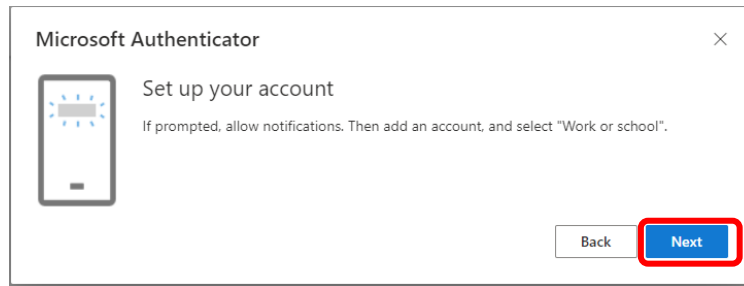 Microsoft Authenticator
Set up your account
If prompted, allow notifications. Then add an account, and select "Work or school".
Back
Next